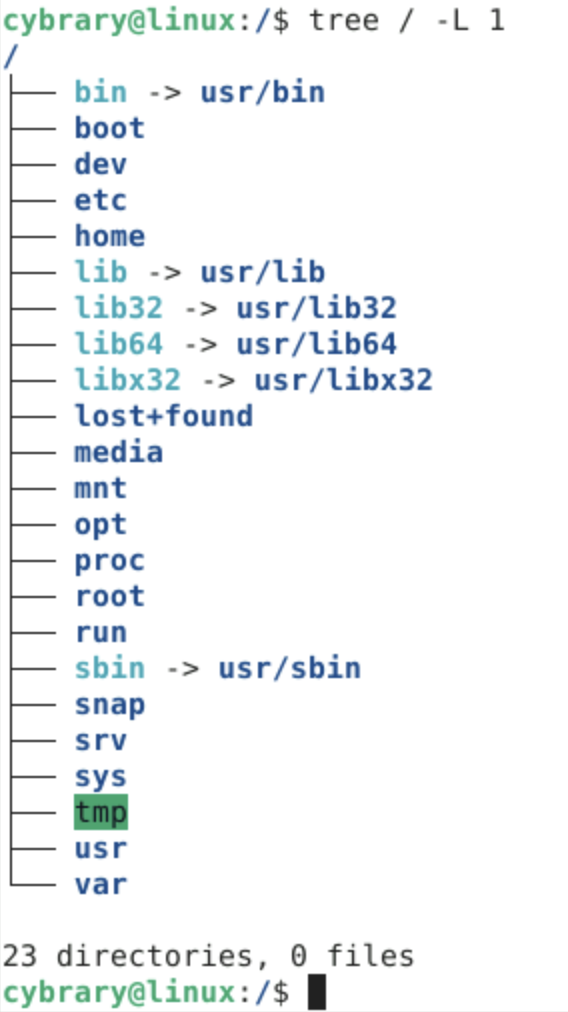 cybrary@linux:/$ tree / -L 1
/
├── bin -> usr/bin
├── boot
├── dev
├── etc
├── home
├── lib -> usr/lib
├── lib32 -> usr/lib32
├── lib64 -> usr/lib64
├── libx32 -> usr/libx32
├── lost+found
├── media
├── mnt
├── opt
├── proc
├── root
├── run
├── sbin -> usr/sbin
├── snap
├── srv
├── sys
├── tmp
├── usr
└── var
23 directories, 0 files
cybrary@linux:/$